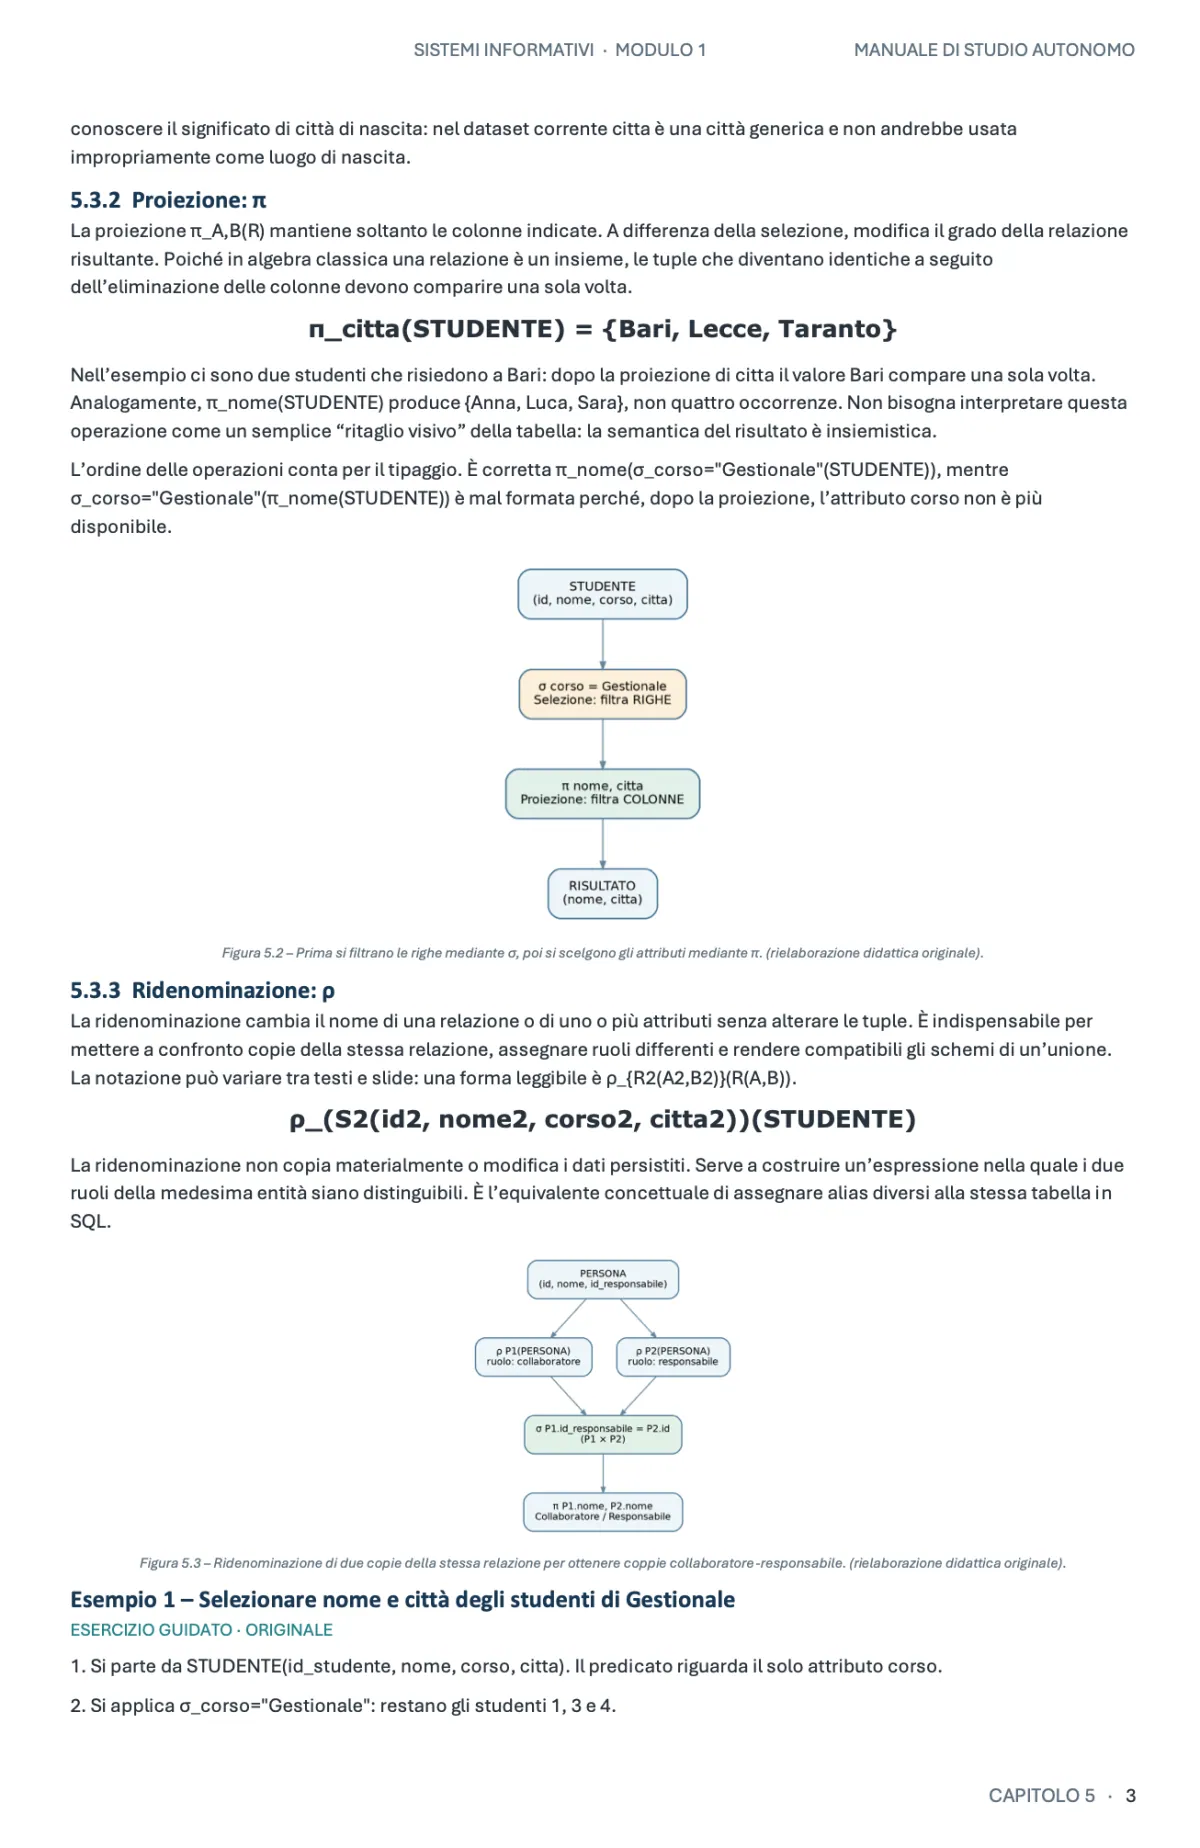 SISTEMI INFORMATIVI · MODULO 1 MANUALE DI STUDIO AUTONOMO
conoscere il significato di città di nascita: nel dataset corrente citta è una città generica e non andrebbe usata
impropriamente come luogo di nascita.
5.3.2 Proiezione: π
La proiezione π_A,B(R) mantiene soltanto le colonne indicate. A differenza della selezione, modifica il grado della relazione
risultante. Poiché in algebra classica una relazione è un insieme, le tuple che diventano identiche a seguito
dell’eliminazione delle colonne devono comparire una sola volta.
π_citta(STUDENTE) = {Bari, Lecce, Taranto}
Nell’esempio ci sono due studenti che risiedono a Bari: dopo la proiezione di citta il valore Bari compare una sola volta.
Analogamente, π_nome(STUDENTE) produce {Anna, Luca, Sara}, non quattro occorrenze. Non bisogna interpretare questa
operazione come un semplice “ritaglio visivo” della tabella: la semantica del risultato è insiemistica.
L’ordine delle operazioni conta per il tipaggio. È corretta π_nome(σ_corso="Gestionale"(STUDENTE)), mentre
σ_corso="Gestionale"(π_nome(STUDENTE)) è mal formata perché, dopo la proiezione, l’attributo corso non è più
disponibile.
STUDENTE
(id, nome, corso, citta)
σ corso = Gestionale
Selezione: filtra RIGHE
π nome, citta
Proiezione: filtra COLONNE
RISULTATO
(nome, citta)
Figura 5.2 – Prima si filtrano le righe mediante σ, poi si scelgono gli attributi mediante π. (rielaborazione didattica originale).
5.3.3 Ridenominazione: ρ
La ridenominazione cambia il nome di una relazione o di uno o più attributi senza alterare le tuple. È indispensabile per
mettere a confronto copie della stessa relazione, assegnare ruoli differenti e rendere compatibili gli schemi di un’unione.
La notazione può variare tra testi e slide: una forma leggibile è ρ_{R2(A2,B2)}(R(A,B)).
ρ_(S2(id2, nome2, corso2, citta2))(STUDENTE)
La ridenominazione non copia materialmente o modifica i dati persistiti. Serve a costruire un’espressione nella quale i due
ruoli della medesima entità siano distinguibili. È l’equivalente concettuale di assegnare alias diversi alla stessa tabella in
SQL.
PERSONA
(id, nome, id_responsabile)
ρ P1(PERSONA)
ruolo: collaboratore
ρ P2(PERSONA)
ruolo: responsabile
σ P1.id_responsabile = P2.id
(P1 × P2)
π P1.nome, P2.nome
Collaboratore / Responsabile
Figura 5.3 – Ridenominazione di due copie della stessa relazione per ottenere coppie collaboratore-responsabile. (rielaborazione didattica originale).
Esempio 1 – Selezionare nome e città degli studenti di Gestionale
ESERCIZIO GUIDATO · ORIGINALE
1. Si parte da STUDENTE(id_studente, nome, corso, citta). Il predicato riguarda il solo attributo corso.
2. Si applica σ_corso="Gestionale": restano gli studenti 1, 3 e 4.
CAPITOLO 5 · 3